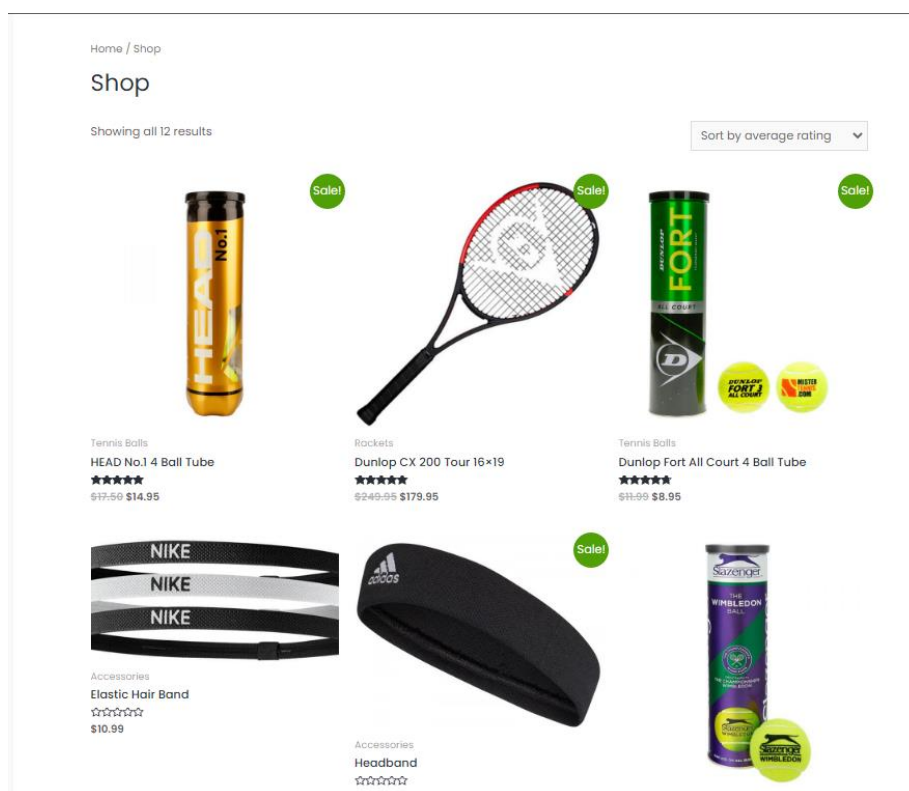 Home / Shop
Shop
Showing all 12 results
Sort by average rating
Sale!
HEAD
No.1
Sale!
Sale!
DUNLOP
FORT
ALL COURT
D
DUNLOP
FORT
ALL COURT
MISTER
TENNIS
.COM
Tennis Balls
HEAD No.1 4 Ball Tube
$17.50 $14.95
Rackets
Dunlop CX 200 Tour 16×19
$249.95 $179.95
Tennis Balls
Dunlop Fort All Court 4 Ball Tube
$11.99 $8.95
NIKE
NIKE
NIKE
Accessories
Elastic Hair Band
$10.99
Sale!
adidas
Accessories
Headband
Slazenger
THE
WIMBLEDON
BALL
Slazenger
WIMBLEDON